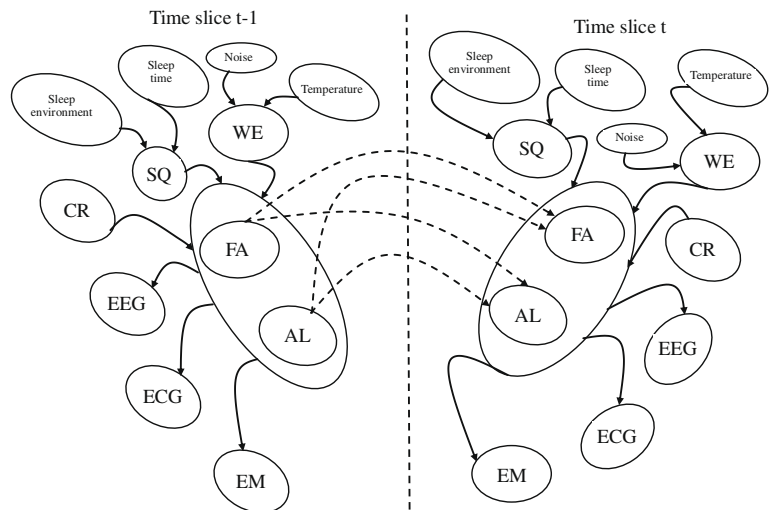 Time slice t-1
Sleep
environment
Sleep
time
Noise
Temperature
WE
SQ
CR
FA
EEG
AL
ECG
EM
Time slice t
Sleep
environment
Sleep
time
Temperature
Noise
SQ
WE
FA
CR
AL
EEG
ECG
EM